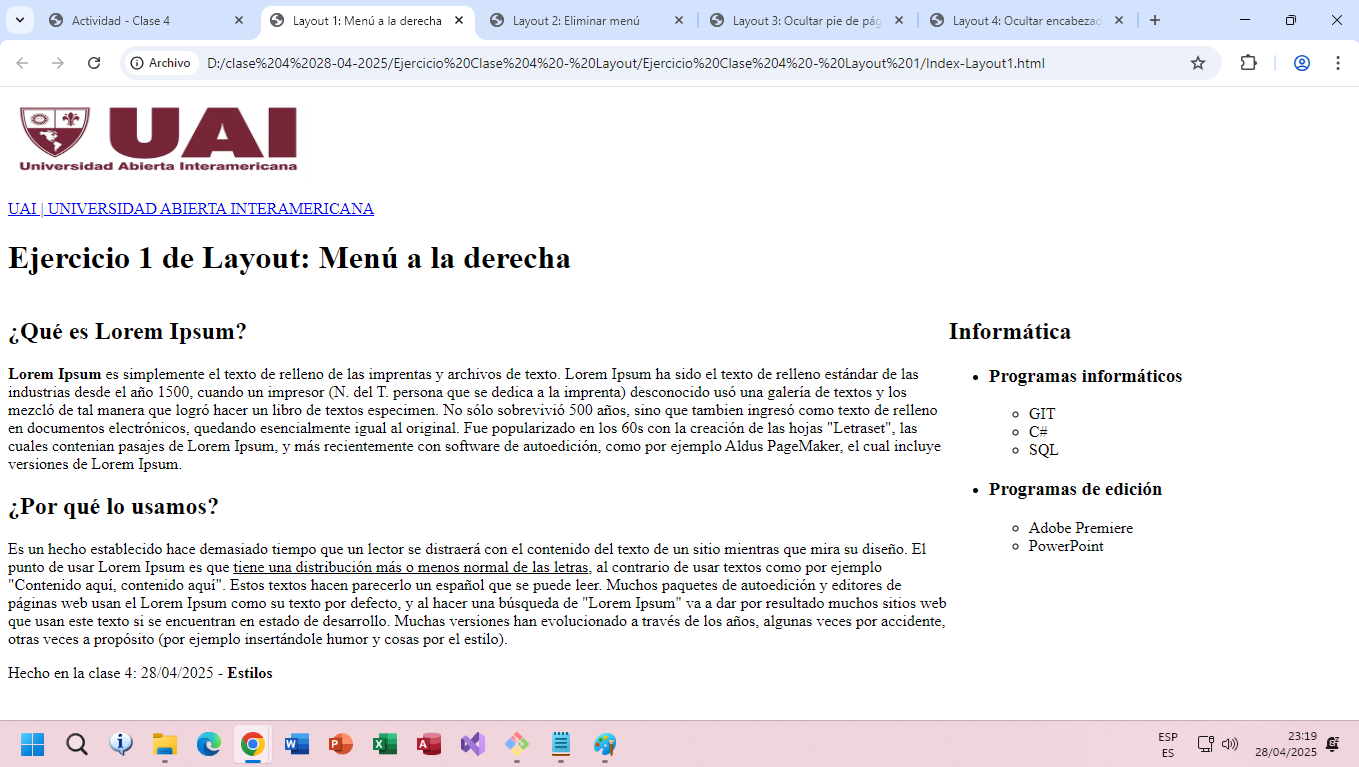 Actividad - Clase 4
Layout 1: Menú a la derecha
Layout 2: Eliminar menú
Layout 3: Ocultar pie de pág
Layout 4: Ocultar encabezad
Archivo
D:/clase%204%2028-04-2025/Ejercicio%20Clase%204%20-%20Layout/Ejercicio%20Clase%204%20-%20Layout%201/Index-Layout1.html
UAI
Universidad Abierta Interamericana
UAI | UNIVERSIDAD ABIERTA INTERAMERICANA
Ejercicio 1 de Layout: Menú a la derecha
¿Qué es Lorem Ipsum?
Lorem Ipsum es simplemente el texto de relleno de las imprentas y archivos de texto. Lorem Ipsum ha sido el texto de relleno estándar de las
industrias desde el año 1500, cuando un impresor (N. del T. persona que se dedica a la imprenta) desconocido usó una galería de textos y los
mezcló de tal manera que logró hacer un libro de textos especimen. No sólo sobrevivió 500 años, sino que tambien ingresó como texto de relleno
en documentos electrónicos, quedando esencialmente igual al original. Fue popularizado en los 60s con la creación de las hojas "Letraset", las
cuales contenian pasajes de Lorem Ipsum, y más recientemente con software de autoedición, como por ejemplo Aldus PageMaker, el cual incluye
versiones de Lorem Ipsum.
¿Por qué lo usamos?
Es un hecho establecido hace demasiado tiempo que un lector se distraerá con el contenido del texto de un sitio mientras que mira su diseño. El
punto de usar Lorem Ipsum es que tiene una distribución más o menos normal de las letras, al contrario de usar textos como por ejemplo
"Contenido aquí, contenido aquí". Estos textos hacen parecerlo un español que se puede leer. Muchos paquetes de autoedición y editores de
páginas web usan el Lorem Ipsum como su texto por defecto, y al hacer una búsqueda de "Lorem Ipsum" va a dar por resultado muchos sitios web
que usan este texto si se encuentran en estado de desarrollo. Muchas versiones han evolucionado a través de los años, algunas veces por accidente,
otras veces a propósito (por ejemplo insertándole humor y cosas por el estilo).
Informática
Programas informáticos
GIT
C#
SQL
Programas de edición
Adobe Premiere
PowerPoint
Hecho en la clase 4: 28/04/2025 - Estilos
ESP
ES
23:19
28/04/2025